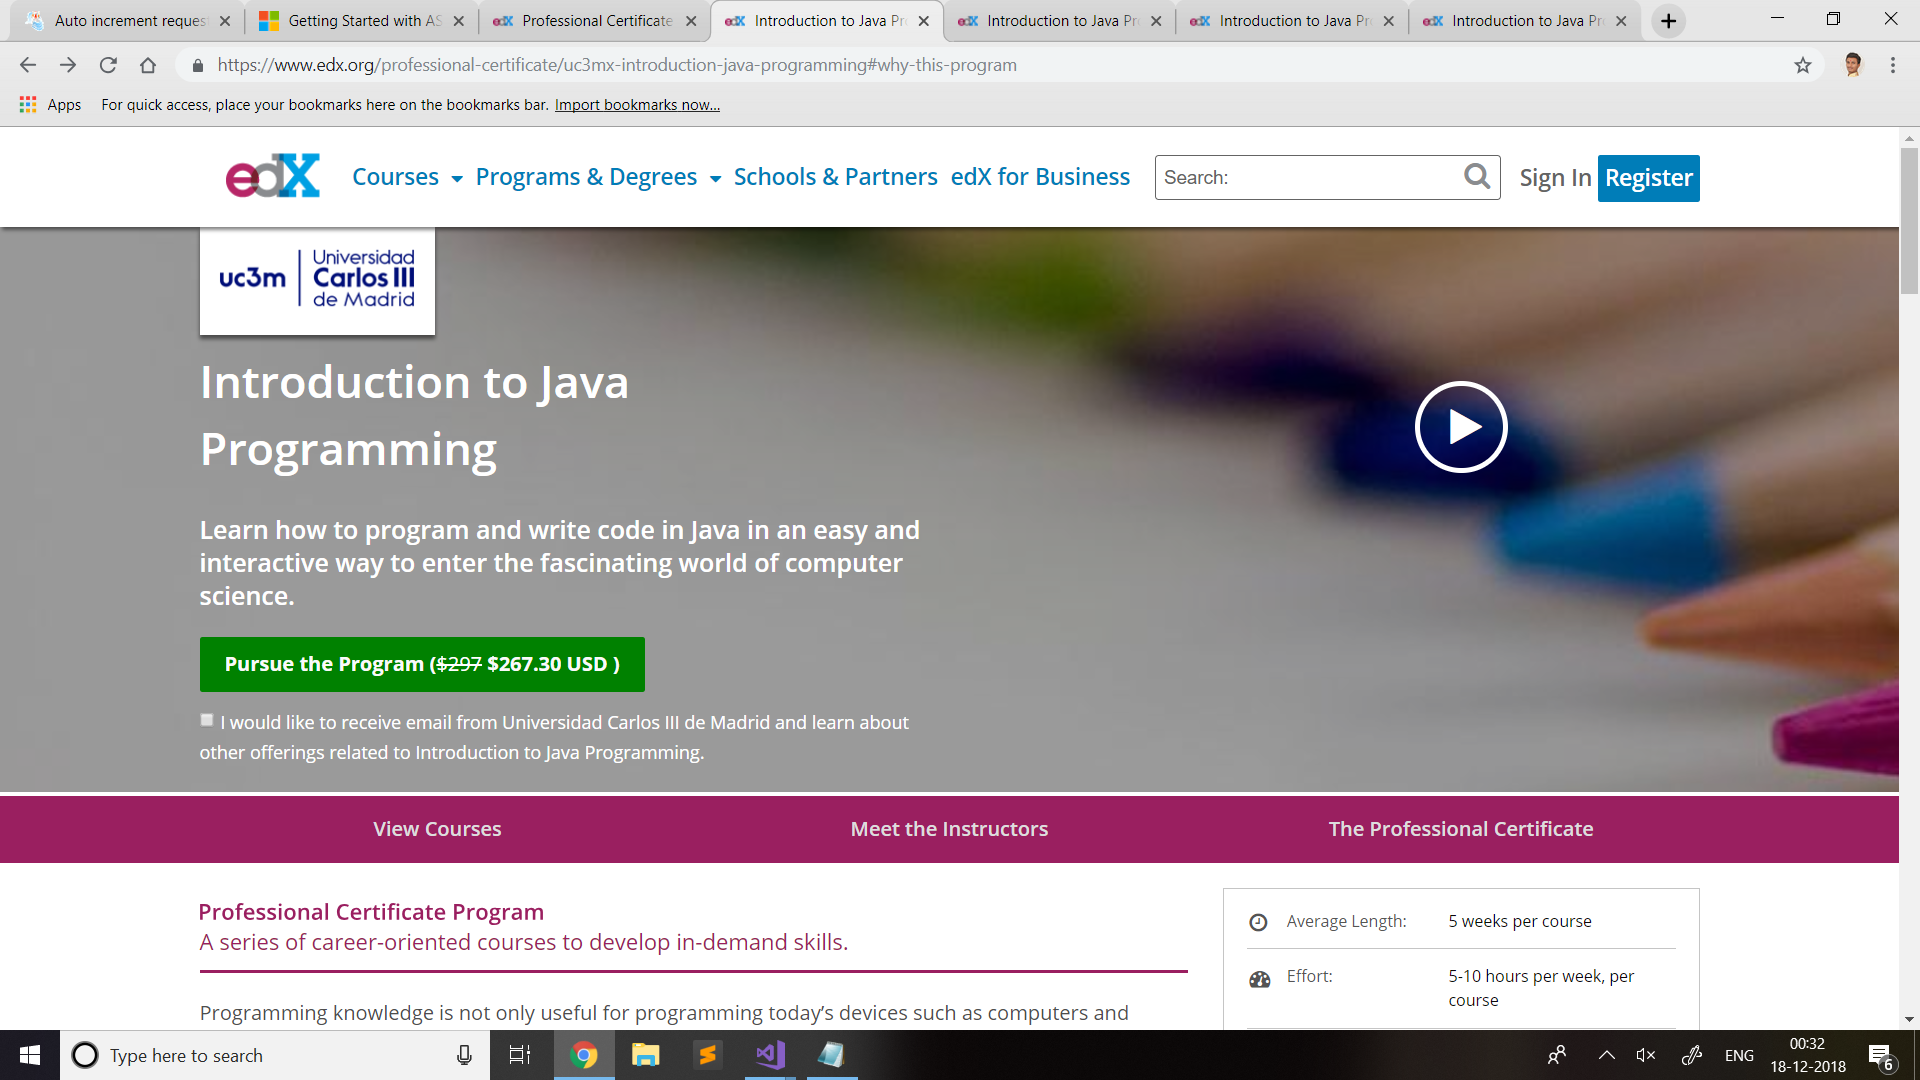 Auto increment reques
Getting Started with AS
edX Professional Certificate
edX Introduction to Java Pr
edX Introduction to Java Pr
edX Introduction to Java Pr
edX Introduction to Java Pr
https://www.edx.org/professional-certificate/uc3mx-introduction-java-programming#why-this-program
Apps For quick access, place your bookmarks here on the bookmarks bar. Import bookmarks now...
edX Courses Programs & Degrees Schools & Partners edX for Business Search: Sign In Register
uc3m
Universidad
Carlos III
de Madrid
Introduction to Java
Programming
Learn how to program and write code in Java in an easy and
interactive way to enter the fascinating world of computer
science.
Pursue the Program ($297 $267.30 USD )
I would like to receive email from Universidad Carlos III de Madrid and learn about
other offerings related to Introduction to Java Programming.
View Courses Meet the Instructors The Professional Certificate
Professional Certificate Program
A series of career-oriented courses to develop in-demand skills.
Programming knowledge is not only useful for programming today's devices such as computers and
Average Length: 5 weeks per course
Effort: 5-10 hours per week, per
course
Type here to search
ENG
00:32
18-12-2018
6